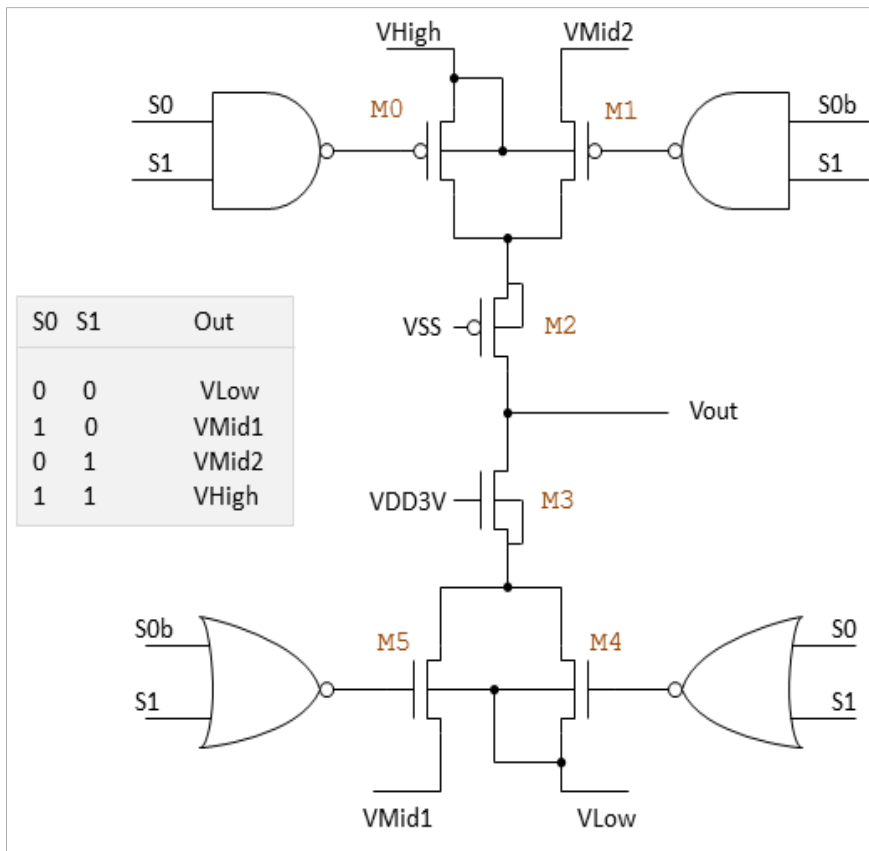 VHigh
VMid2
S0
M0
M1
S0b
S1
S1
S0 S1 Out
0 0 VLow
1 0 VMid1
0 1 VMid2
1 1 VHigh
VSS
M2
Vout
VDD3V
M3
S0b
M5
M4
S0
S1
S1
VMid1
VLow